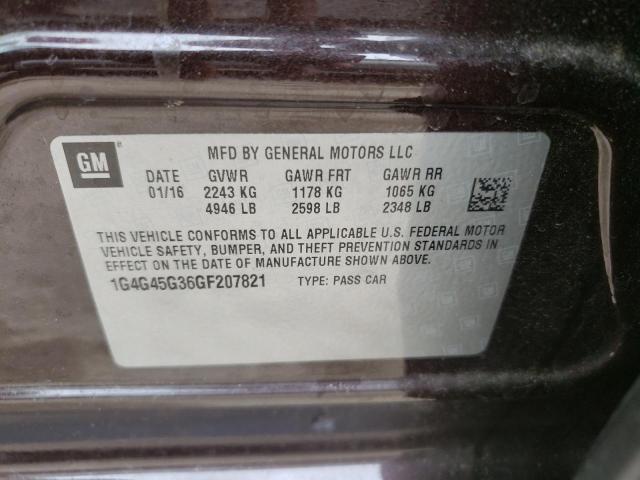 GM
MFD BY GENERAL MOTORS LLC
DATE GVWR GAWR FRT GAWR RR
01/16 2243 KG 1178 KG 1065 KG
4946 LB 2598 LB 2348 LB
THIS VEHICLE CONFORMS TO ALL APPLICABLE U.S. FEDERAL MOTOR
VEHICLE SAFETY, BUMPER, AND THEFT PREVENTION STANDARDS IN
EFFECT ON THE DATE OF MANUFACTURE SHOWN ABOVE.
1G4G45G36GF207821 TYPE: PASS CAR